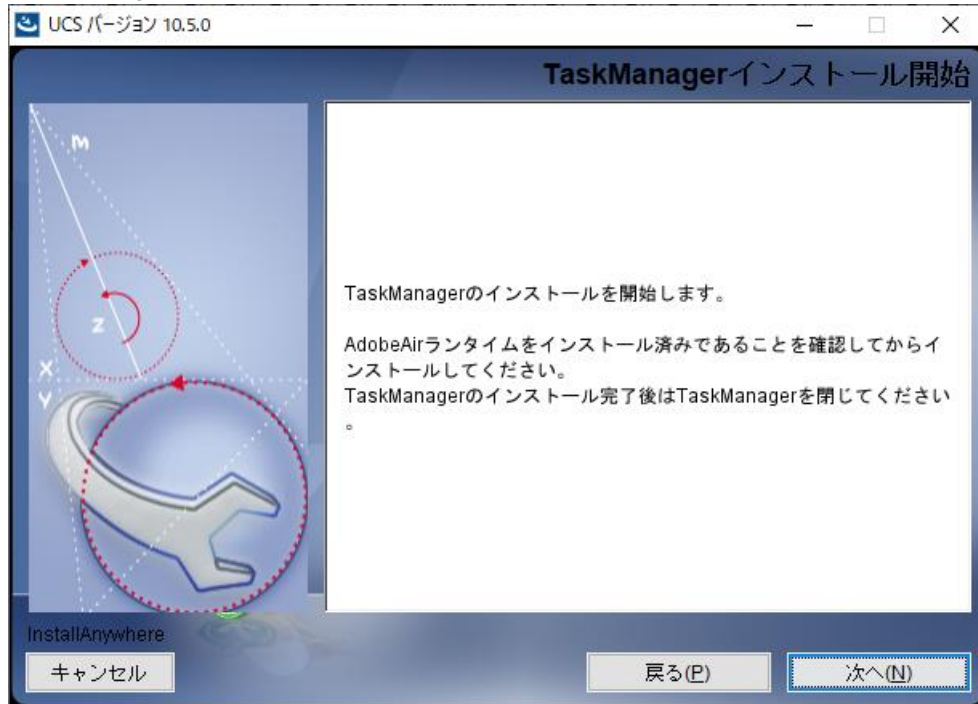 UCS バージョン 10.5.0
TaskManagerインストール開始
m
z
X
Y
TaskManagerのインストールを開始します。
AdobeAirランタイムをインストール済みであることを確認してからイ
ンストールしてください。
TaskManagerのインストール完了後はTaskManagerを閉じてください
。
InstallAnywhere
キャンセル
戻る(P)
次へ(N)